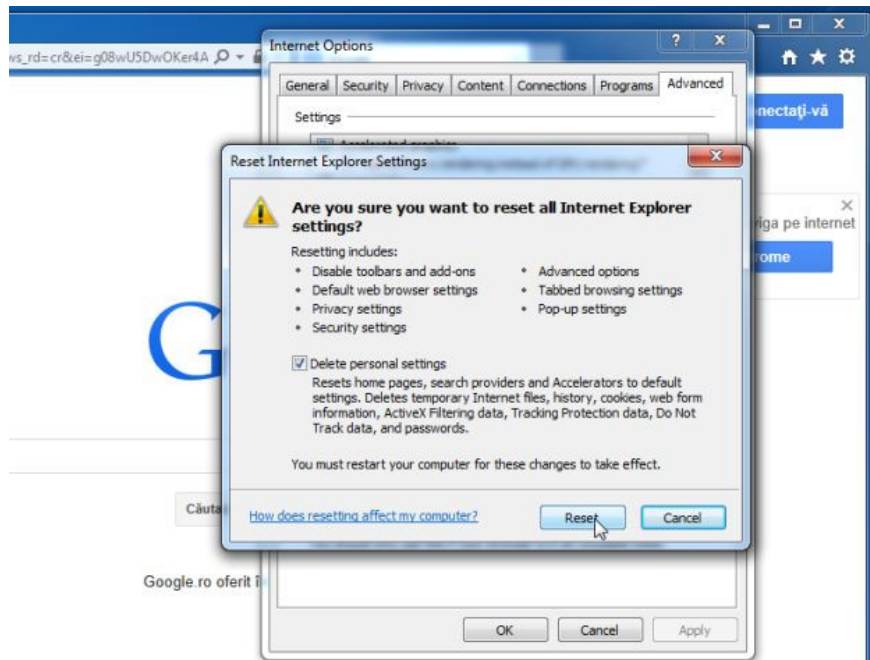 ws_rd=cr&ei=g08wU5DwOKer4A
Internet Options
General Security Privacy Content Connections Programs Advanced
nectaţi-vă
Settings
Accelerated graphics
Reset Internet Explorer Settings
Are you sure you want to reset all Internet Explorer
settings?
Resetting includes:
• Disable toolbars and add-ons
• Default web browser settings
• Privacy settings
• Security settings
• Advanced options
• Tabbed browsing settings
• Pop-up settings
Delete personal settings
Resets home pages, search providers and Accelerators to default
settings. Deletes temporary Internet files, history, cookies, web form
information, ActiveX Filtering data, Tracking Protection data, Do Not
Track data, and passwords.
You must restart your computer for these changes to take effect.
How does resetting affect my computer?
Reset Cancel
viga pe internet
rome
G
Căuta
Google.ro oferit î
OK Cancel Apply